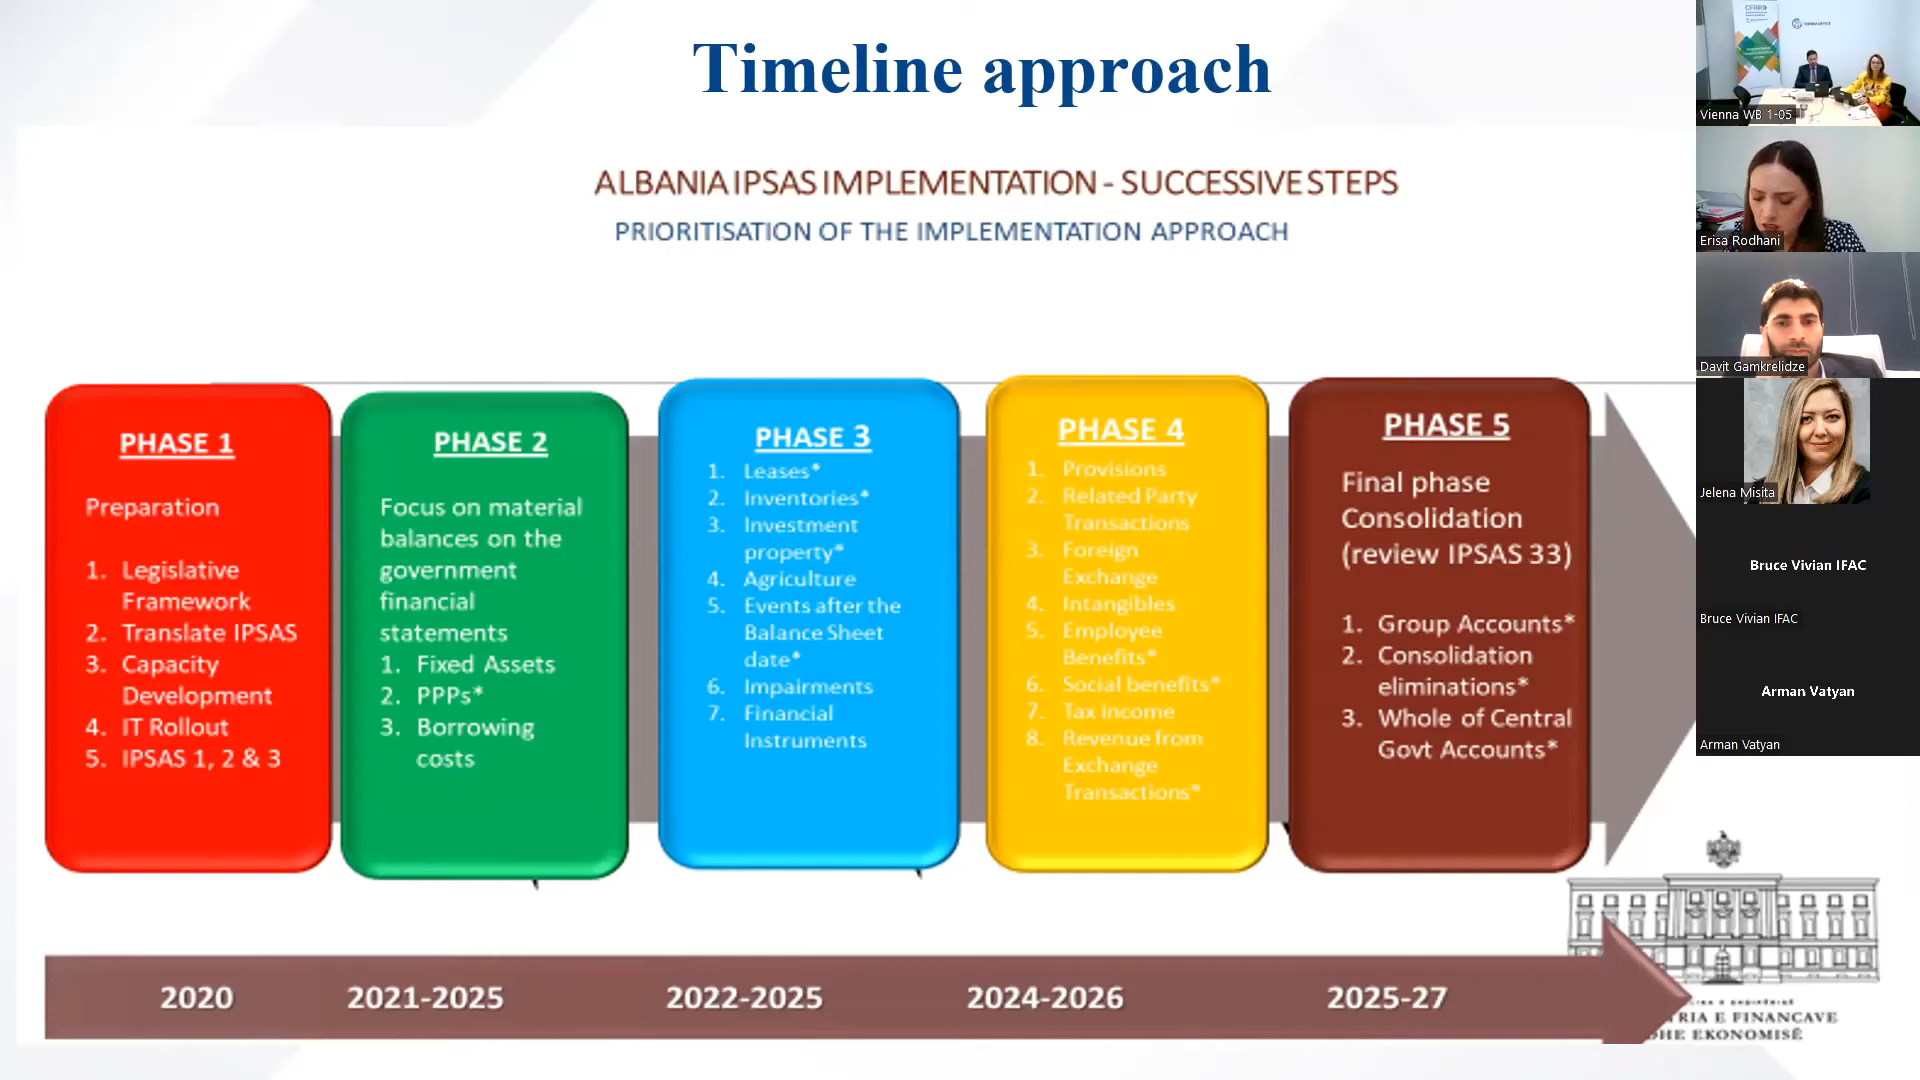 Timeline approach
ALBANIA IPSAS IMPLEMENTATION - SUCCESSIVE STEPS
PRIORITISATION OF THE IMPLEMENTATION APPROACH
PHASE 1
Preparation
1. Legislative
Framework
2. Translate IPSAS
3. Capacity
Development
4. IT Rollout
5. IPSAS 1, 2 & 3
PHASE 2
Focus on material
balances on the
government
financial
statements
1. Fixed Assets
2. PPPs*
3. Borrowing
costs
PHASE 3
1. Leases*
2. Inventories*
3. Investment
property*
4. Agriculture
5. Events after the
Balance Sheet
date*
6. Impairments
7. Financial
Instruments
PHASE 4
1. Provisions
2. Related Party
Transactions
3. Foreign
Exchange
4. Intangibles
5. Employee
Benefits*
6. Social benefits*
7. Tax income
8. Revenue from
Exchange
Transactions*
PHASE 5
Final phase
Consolidation
(review IPSAS 33)
1. Group Accounts*
2. Consolidation
eliminations*
3. Whole of Central
Govt Accounts*
2020
2021-2025
2022-2025
2024-2026
2025-27
TRIA E FINANCAVE
DHE EKONOMISË
CFRR
VIENNA OFFICE
Vienna WB 1-05
Erisa Rodhani
Davit Gamkrelidze
Jelena Misita
Bruce Vivian IFAC
Bruce Vivian IFAC
Arman Vatyan
Arman Vatyan